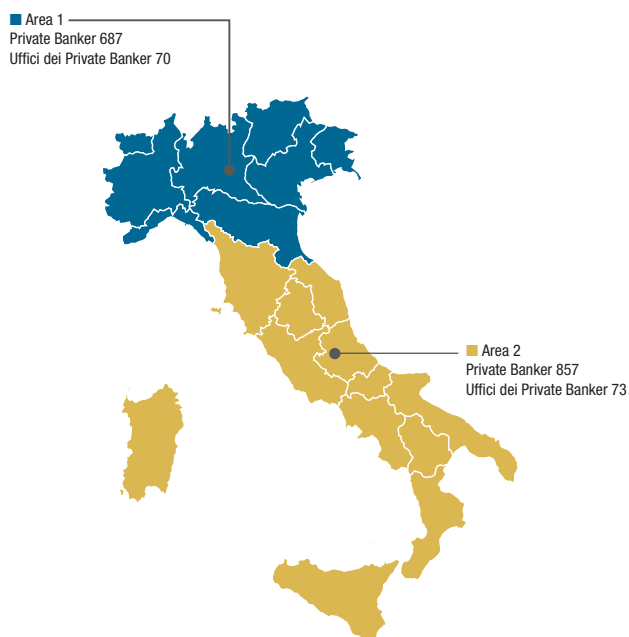 Area 1
Private Banker 687
Uffici dei Private Banker 70
Area 2
Private Banker 857
Uffici dei Private Banker 73